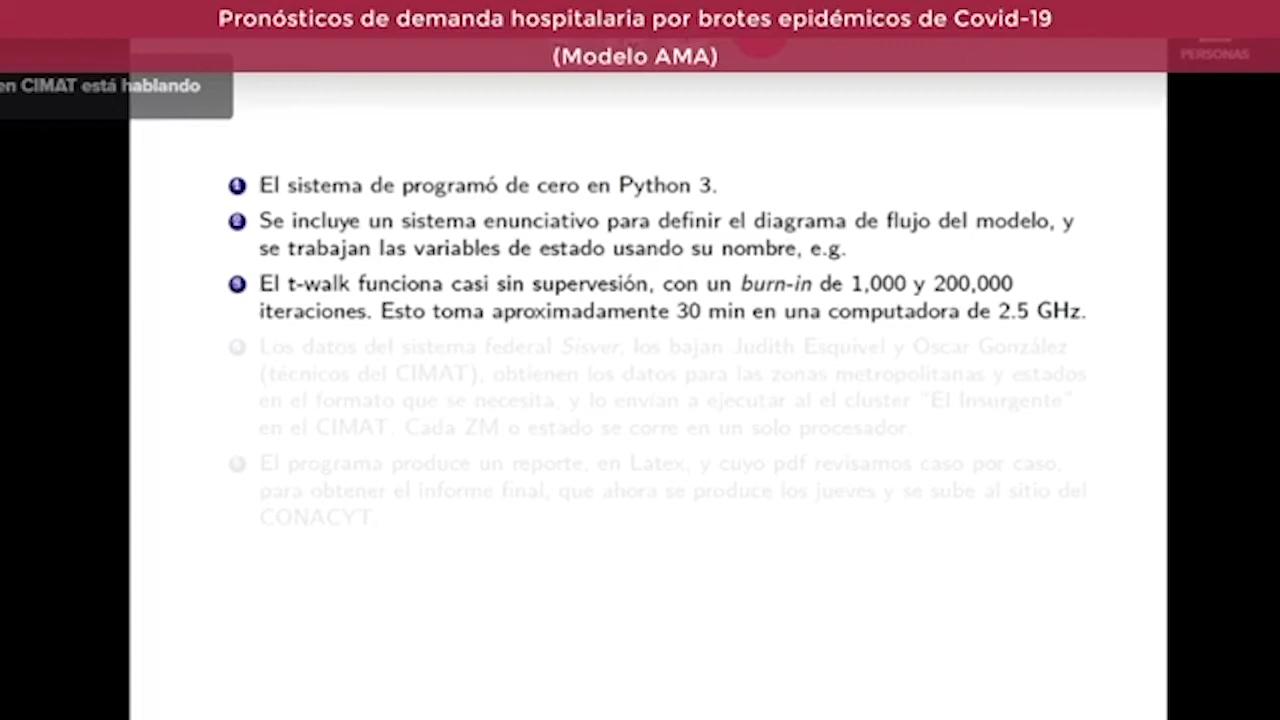 Pronósticos de demanda hospitalaria por brotes epidémicos de Covid-19
(Modelo AMA)
PERSONAS
en CIMAT está hablando
1 El sistema de programó de cero en Python 3.
2 Se incluye un sistema enunciativo para definir el diagrama de flujo del modelo, y
se trabajan las variables de estado usando su nombre, e.g.
3 El t-walk funciona casi sin supervesión, con un burn-in de 1,000 y 200,000
iteraciones. Esto toma aproximadamente 30 min en una computadora de 2.5 GHz.
4 Los datos del sistema federal Sisver, los bajan Judith Esquivel y Oscar González
(técnicos del CIMAT), obtienen los datos para las zonas metropolitanas y estados
en el formato que se necesita, y lo envían a ejecutar al el cluster "El Insurgente"
en el CIMAT. Cada ZM o estado se corre en un solo procesador.
5 El programa produce un reporte, en Latex, y cuyo pdf revisamos caso por caso,
para obtener el informe final, que ahora se produce los jueves y se sube al sitio del
CONACYT.